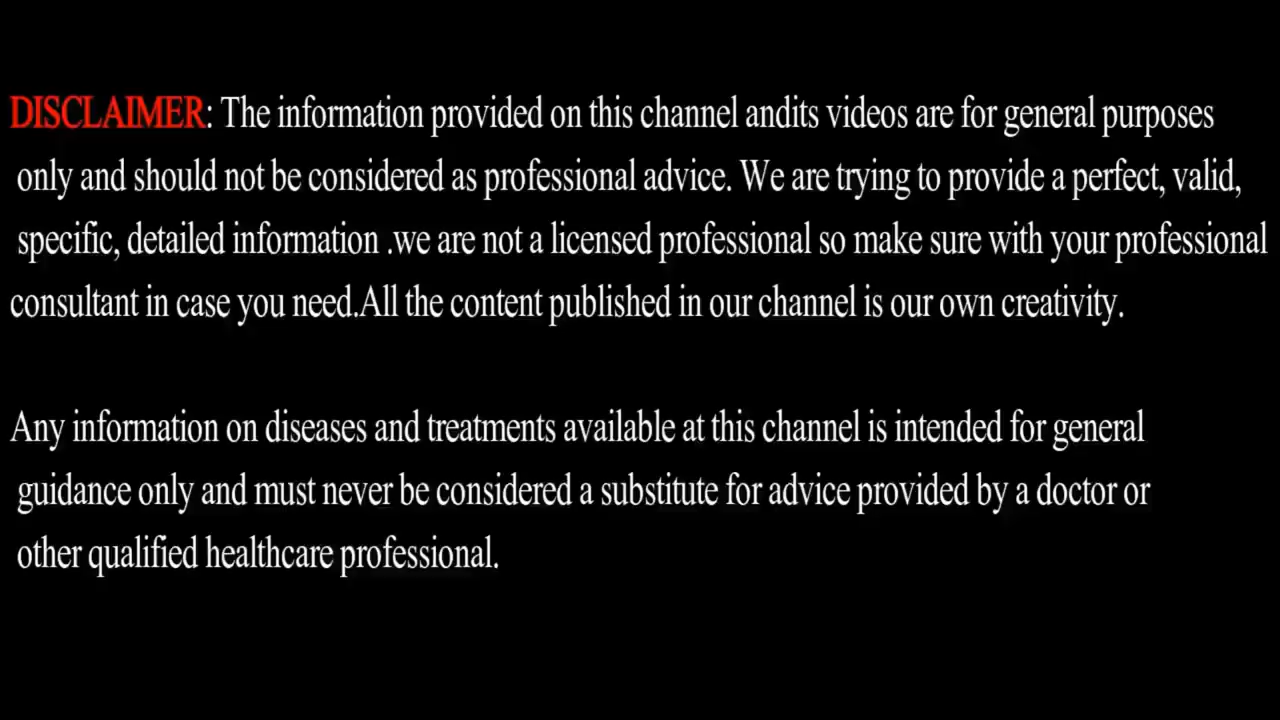 DISCLAIMER: The information provided on this channel andits videos are for general purposes
only and should not be considered as professional advice. We are trying to provide a perfect, valid,
specific, detailed information .we are not a licensed professional so make sure with your professional
consultant in case you need.All the content published in our channel is our own creativity.
Any information on diseases and treatments available at this channel is intended for general
guidance only and must never be considered a substitute for advice provided by a doctor or
other qualified healthcare professional.